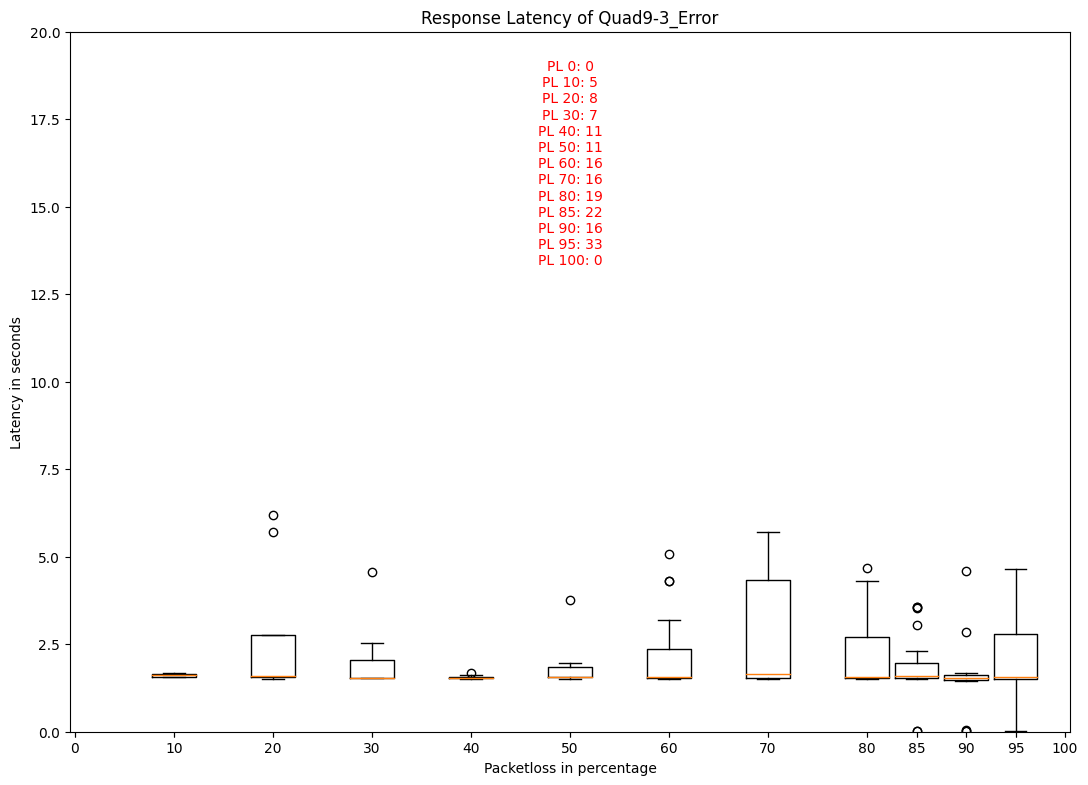 Response Latency of Quad9-3_Error
20.0
17.5
15.0
12.5
10.0
7.5
5.0
2.5
0.0
Latency in seconds
PL 0: 0
PL 10: 5
PL 20: 8
PL 30: 7
PL 40: 11
PL 50: 11
PL 60: 16
PL 70: 16
PL 80: 19
PL 85: 22
PL 90: 16
PL 95: 33
PL 100: 0
0 10 20 30 40 50 60 70 80 85 90 95 100
Packetloss in percentage